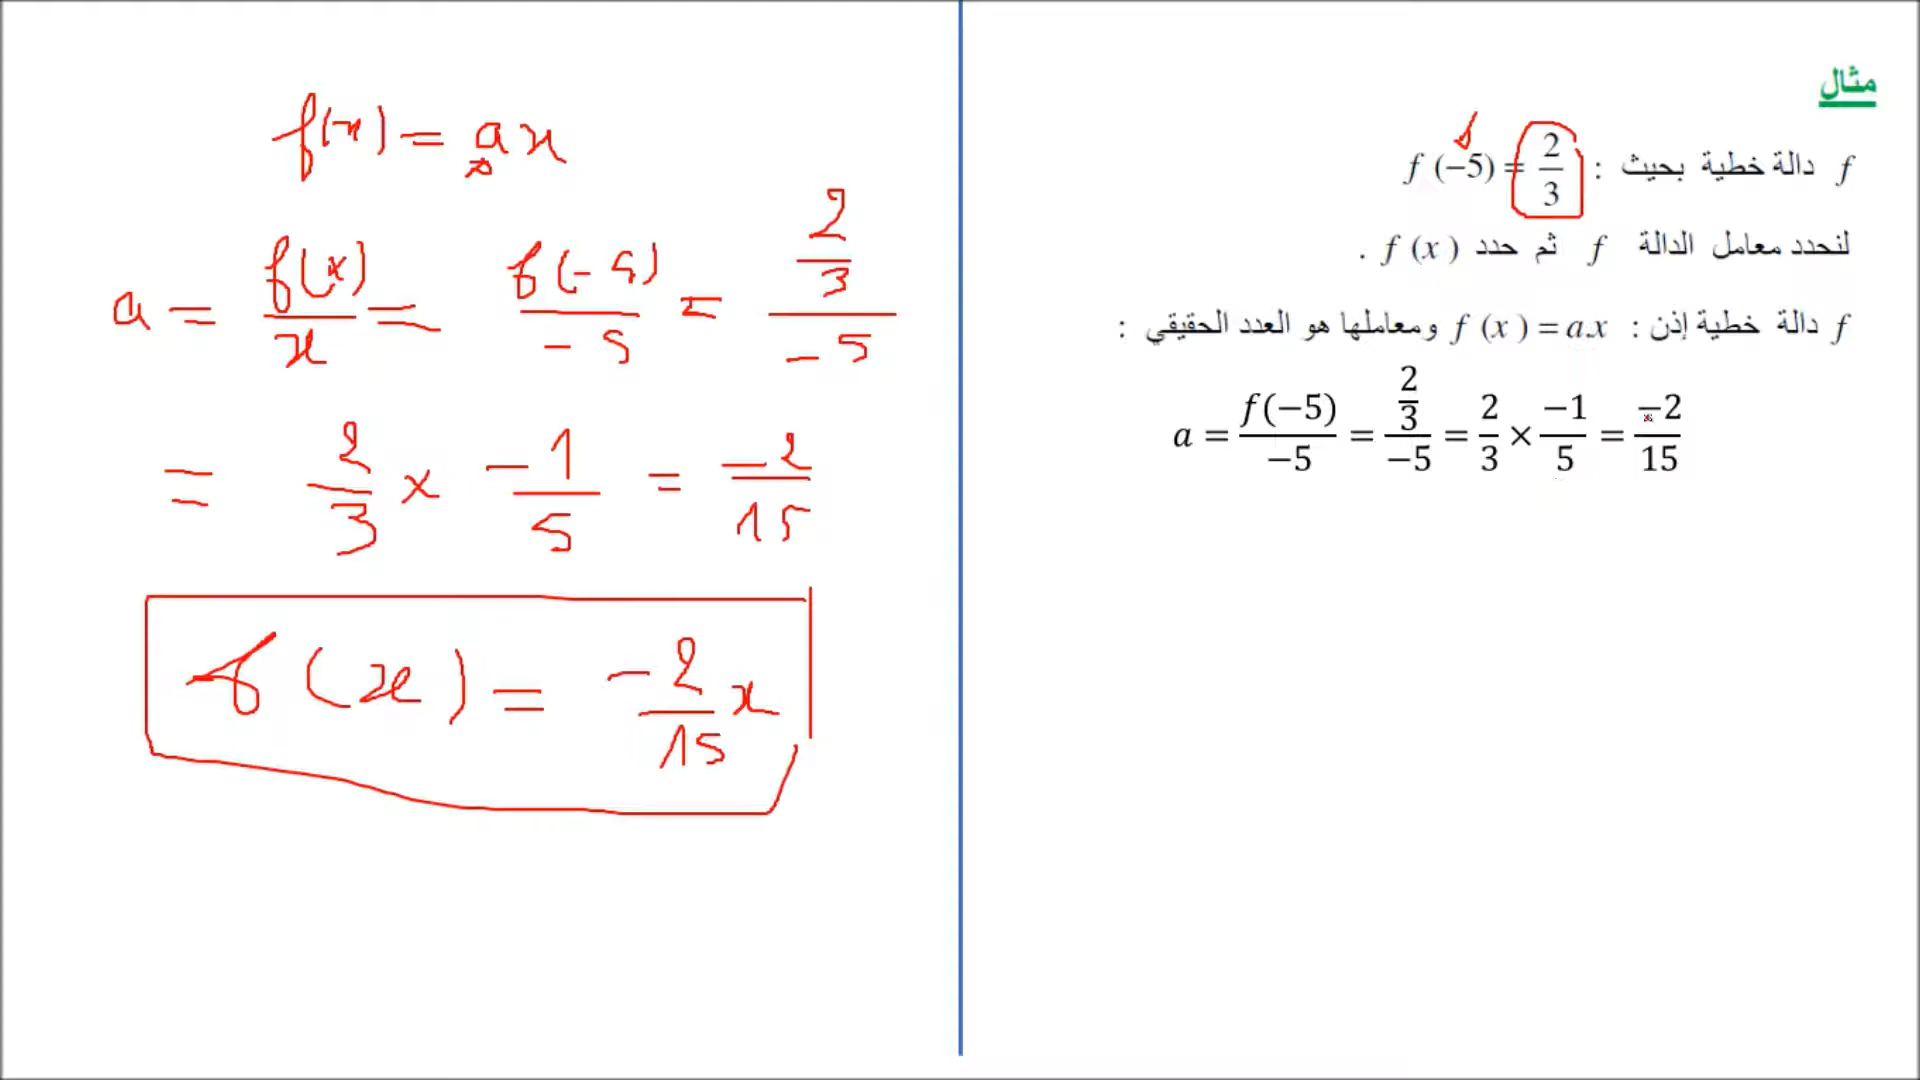 f(x) = ax
a = f(x)/x = f(-5)/-5 = (2/3)/-5
= 2/3 × -1/5 = -2/15
f(x) = -2/15 x
مثال
f دالة خطية بحيث : f(−5) = 2/3
لنحدد معامل الدالة f ثم حدد f(x) .
f دالة خطية إذن : f(x) = a.x ومعاملها هو العدد الحقيقي :
a = f(−5)/−5 = (2/3)/−5 = 2/3 × −1/5 = −2/15